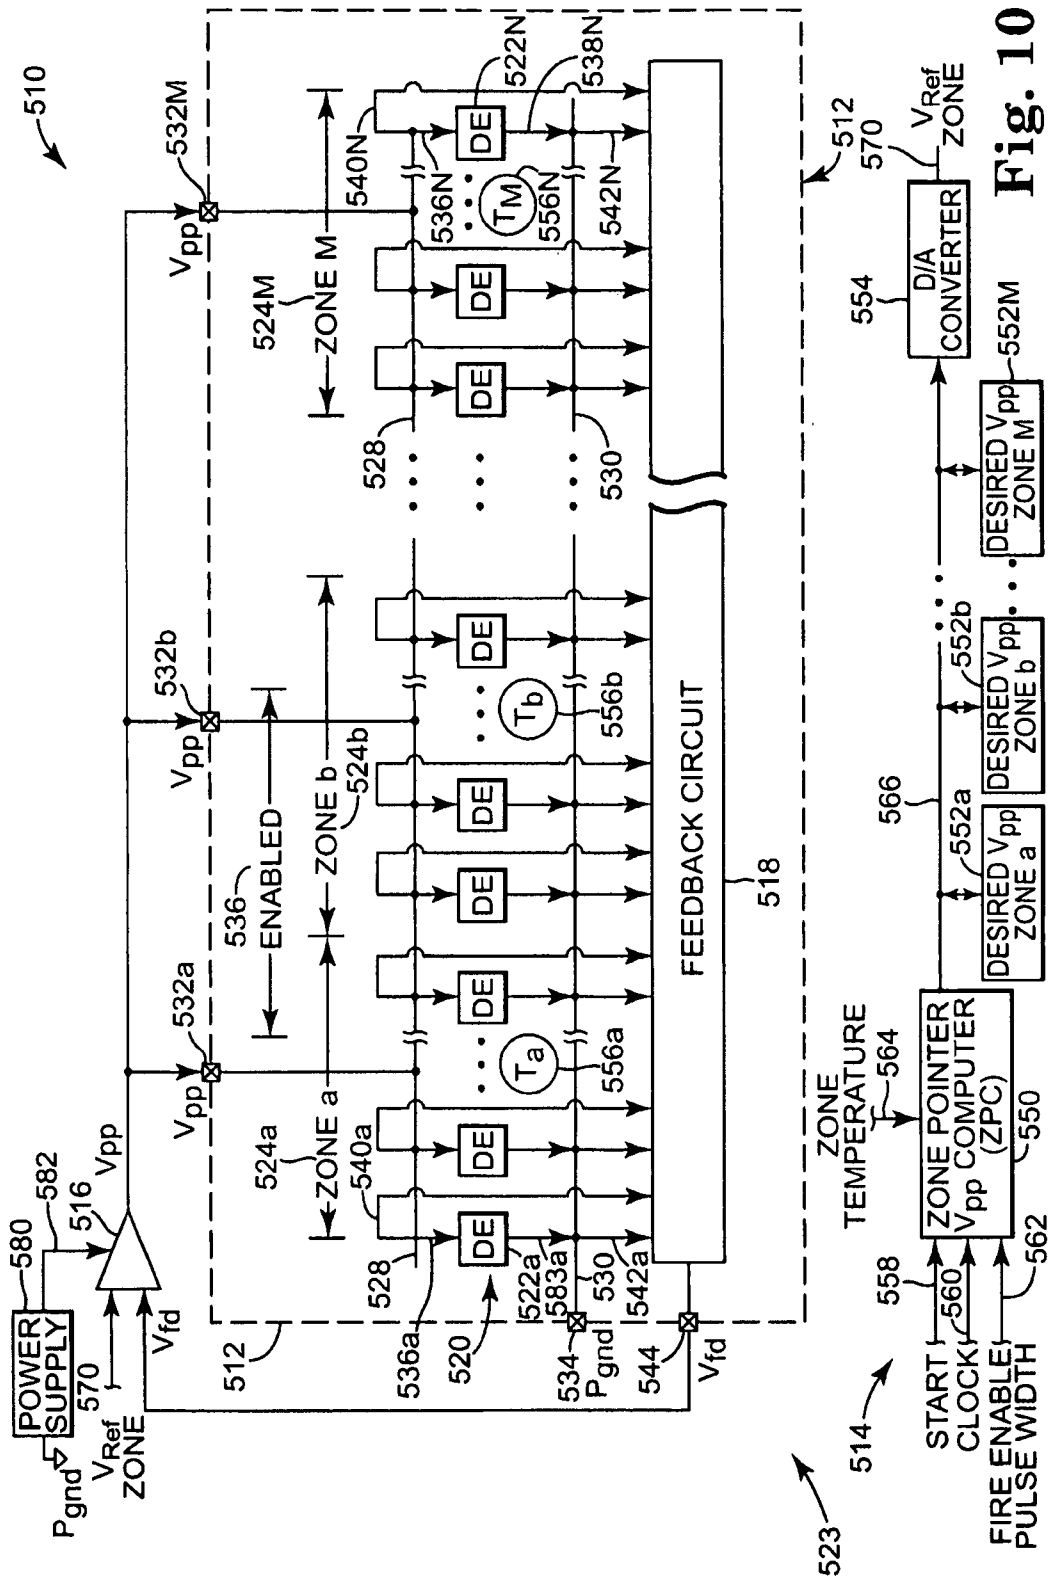 510
POWER
SUPPLY
580
582
516
Pgnd
VRef
ZONE
570
Vfd
Vpp
Vpp
532a
Vpp
532b
Vpp
532M
512
536
ENABLED
524a
ZONE a
ZONE b
524b
524M
ZONE M
540a
540N
528
528
536a
536N
520
DE
DE
DE
DE
DE
DE
DE
DE
DE
522a
522N
583a
538N
Ta
556a
Tb
556b
TM
556N
530
530
534
Pgnd
542a
542N
544
Vfd
FEEDBACK CIRCUIT
518
512
523
514
ZONE
TEMPERATURE
564
START
558
CLOCK
560
FIRE ENABLE
PULSE WIDTH
562
ZONE POINTER
Vpp COMPUTER
(ZPC)
550
566
552a
DESIRED Vpp
ZONE a
552b
DESIRED Vpp
ZONE b
552M
DESIRED Vpp
ZONE M
554
D/A
CONVERTER
570
VRef
ZONE
Fig. 10